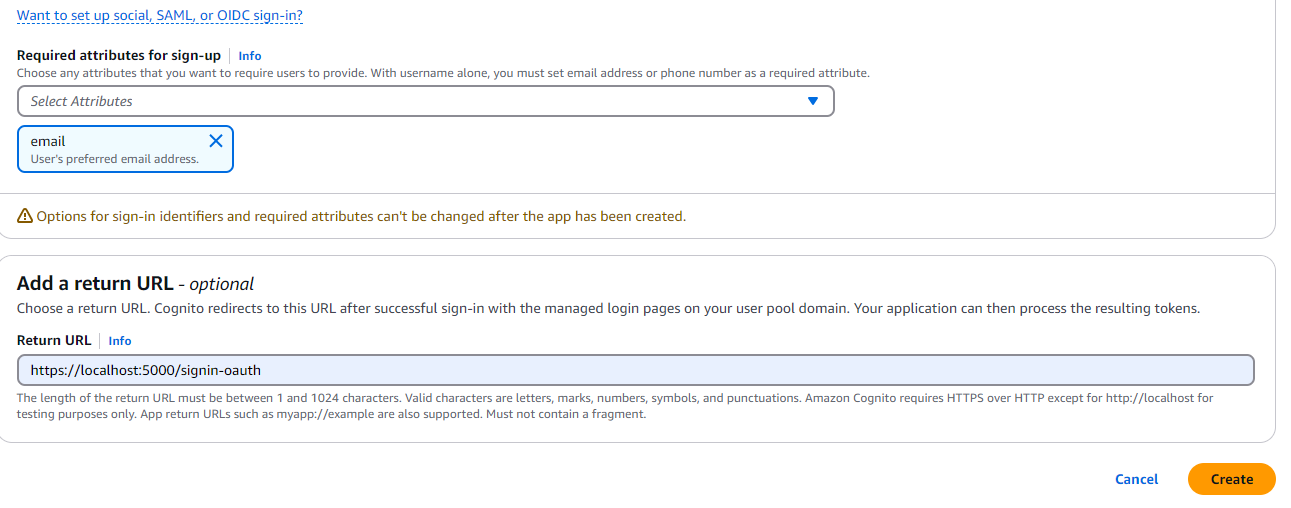 Want to set up social, SAML, or OIDC sign-in?
Required attributes for sign-up Info
Choose any attributes that you want to require users to provide. With username alone, you must set email address or phone number as a required attribute.
Select Attributes
email
User's preferred email address.
Options for sign-in identifiers and required attributes can't be changed after the app has been created.
Add a return URL - optional
Choose a return URL. Cognito redirects to this URL after successful sign-in with the managed login pages on your user pool domain. Your application can then process the resulting tokens.
Return URL Info
https://localhost:5000/signin-oauth
The length of the return URL must be between 1 and 1024 characters. Valid characters are letters, marks, numbers, symbols, and punctuations. Amazon Cognito requires HTTPS over HTTP except for http://localhost for
testing purposes only. App return URLs such as myapp://example are also supported. Must not contain a fragment.
Cancel Create